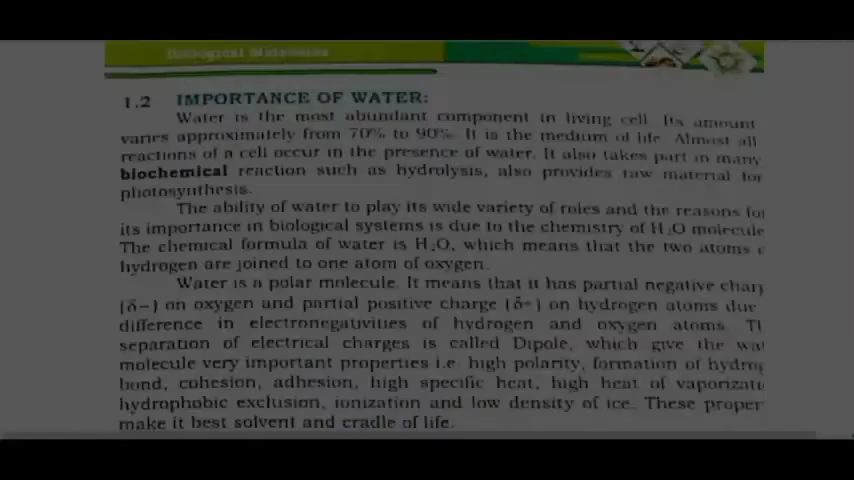 Biological Molecules
1.2 IMPORTANCE OF WATER:
Water is the most abundant component in living cell. Its amount
varies approximately from 70% to 90%. It is the medium of life. Almost all
reactions of a cell occur in the presence of water. It also takes part in many
biochemical reaction such as hydrolysis, also provides raw material for
photosynthesis.
The ability of water to play its wide variety of roles and the reasons for
its importance in biological systems is due to the chemistry of H₂O molecule
The chemical formula of water is H₂O, which means that the two atoms
hydrogen are joined to one atom of oxygen.
Water is a polar molecule. It means that it has partial negative
(δ−) on oxygen and partial positive charge (δ+) on hydrogen atoms due
difference in electronegativities of hydrogen and oxygen atoms.
separation of electrical charges is called Dipole, which give the
molecule very important properties i.e. high polarity, formation of
bond, cohesion, adhesion, high specific heat, high heat of
hydrophobic exclusion, ionization and low density of ice. These
make it best solvent and cradle of life.